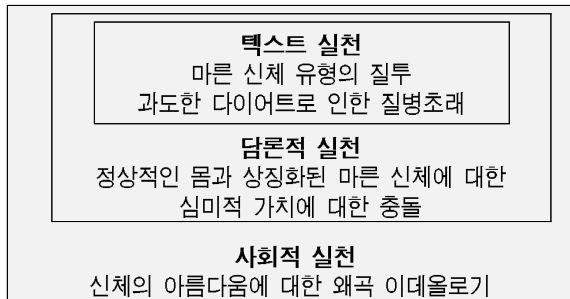 텍스트 실천
마른 신체 유형의 질투
과도한 다이어트로 인한 질병초래
담론적 실천
정상적인 몸과 상징화된 마른 신체에 대한
심미적 가치에 대한 충돌
사회적 실천
신체의 아름다움에 대한 왜곡 이데올로기